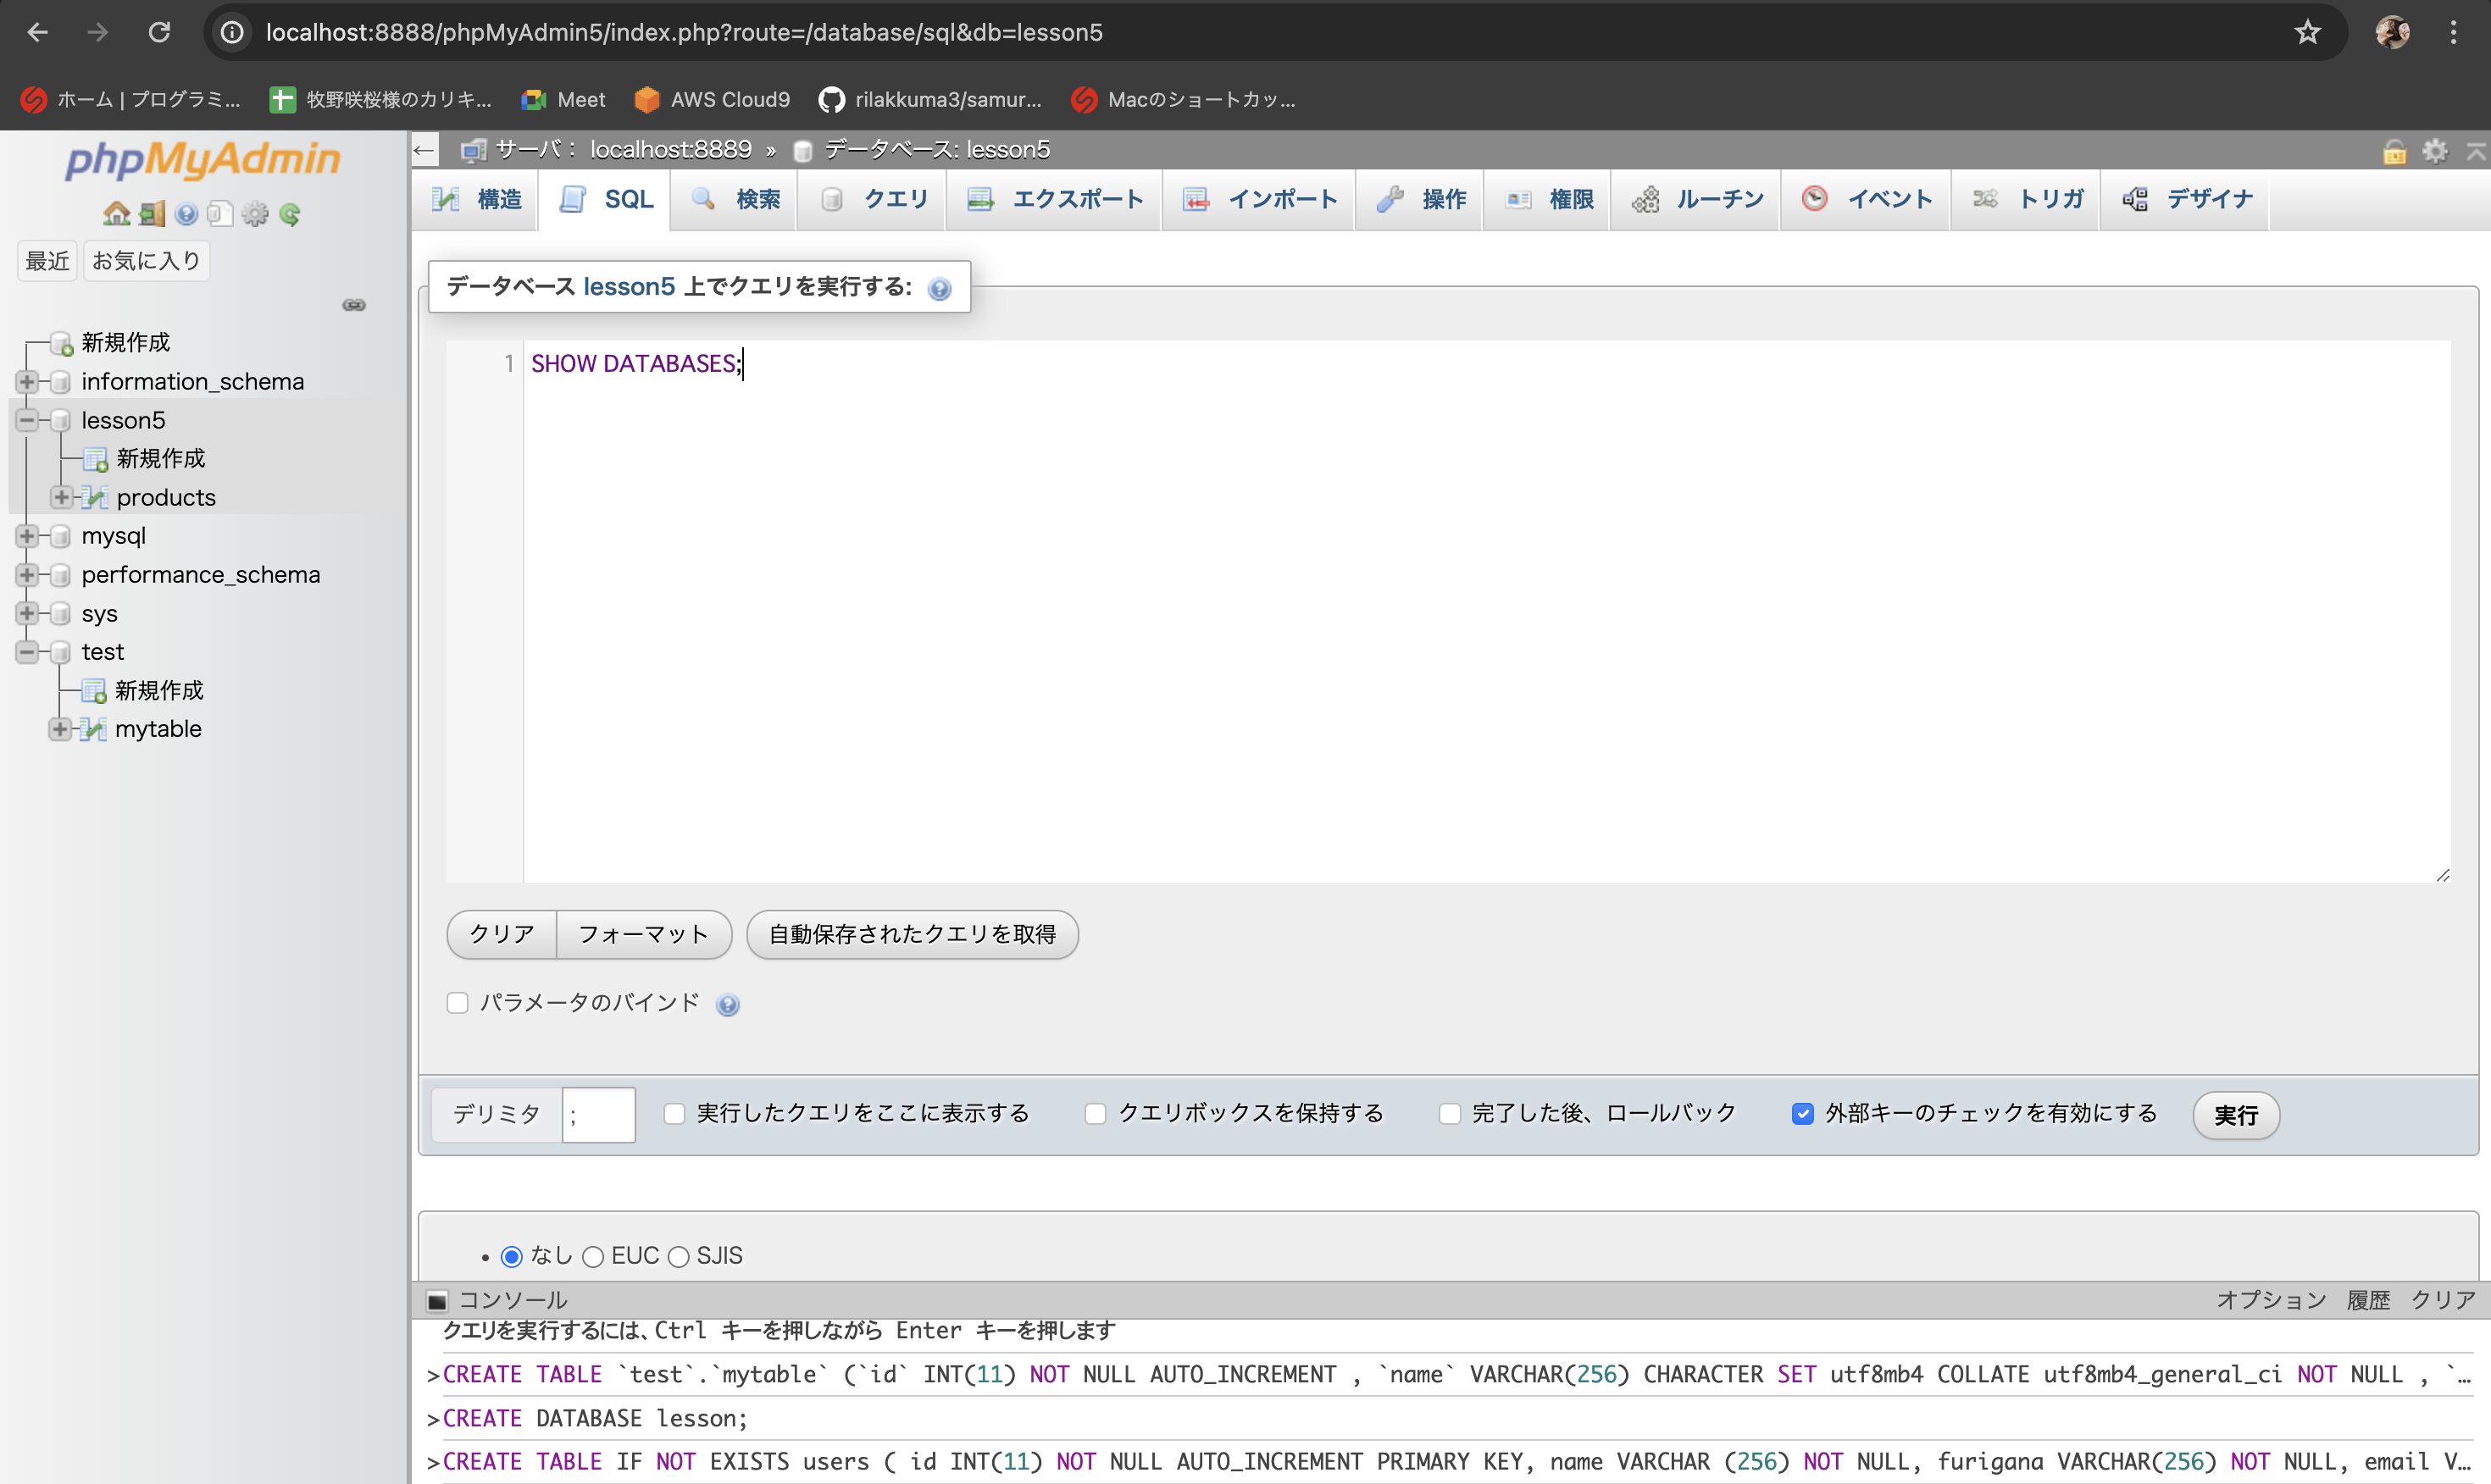 localhost:8888/phpMyAdmin5/index.php?route=/database/sql&db=lesson5
ホーム | プログラミ... 牧野咲桜様のカリキ... Meet AWS Cloud9 rilakkuma3/samur... Macのショートカッ...
phpMyAdmin
最近 お気に入り
新規作成
information_schema
lesson5
新規作成
products
mysql
performance_schema
sys
test
新規作成
mytable
← サーバ: localhost:8889 » データベース: lesson5
構造 SQL 検索 クエリ エクスポート インポート 操作 権限 ルーチン イベント トリガ デザイナ
データベース lesson5 上でクエリを実行する:
1 SHOW DATABASES;
クリア フォーマット 自動保存されたクエリを取得
パラメータのバインド
デリミタ ; 実行したクエリをここに表示する クエリボックスを保持する 完了した後、ロールバック 外部キーのチェックを有効にする 実行
• なし EUC SJIS
コンソール オプション 履歴 クリア
クエリを実行するには、Ctrl キーを押しながら Enter キーを押します
>CREATE TABLE `test`.`mytable` (`id` INT(11) NOT NULL AUTO_INCREMENT , `name` VARCHAR(256) CHARACTER SET utf8mb4 COLLATE utf8mb4_general_ci NOT NULL , `…
>CREATE DATABASE lesson;
>CREATE TABLE IF NOT EXISTS users ( id INT(11) NOT NULL AUTO_INCREMENT PRIMARY KEY, name VARCHAR (256) NOT NULL, furigana VARCHAR(256) NOT NULL, email V…